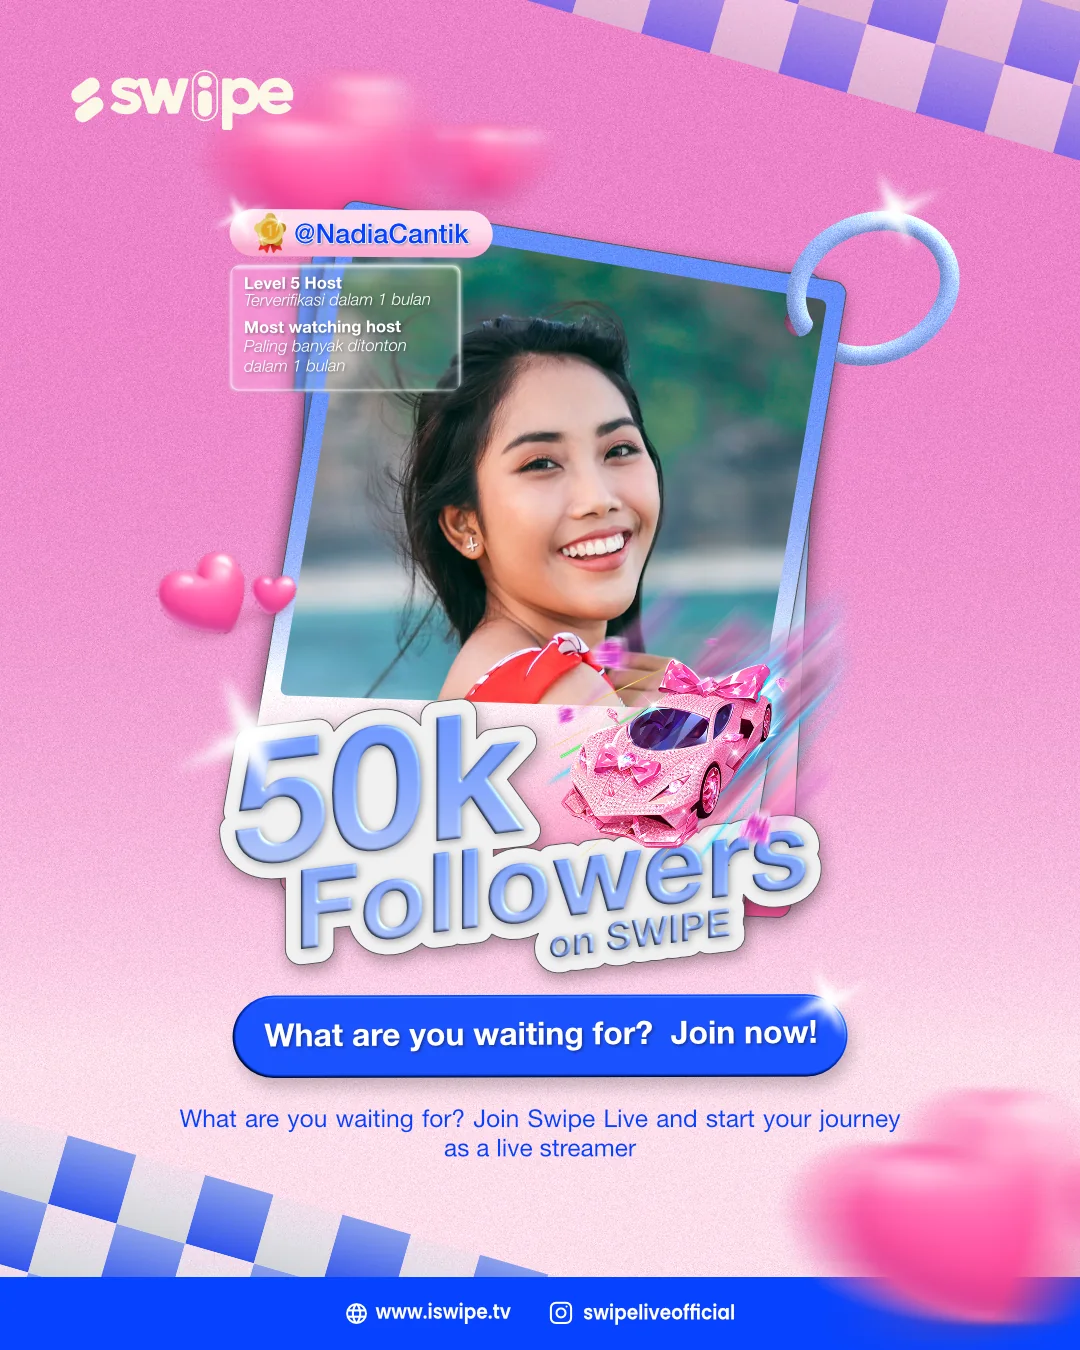 swipe
@NadiaCantik
Level 5 Host
Terverifikasi dalam 1 bulan
Most watching host
Paling banyak ditonton
dalam 1 bulan
50k
Followers
on SWIPE
What are you waiting for? Join now!
What are you waiting for? Join Swipe Live and start your journey
as a live streamer
www.iswipe.tv
swipeliveofficial